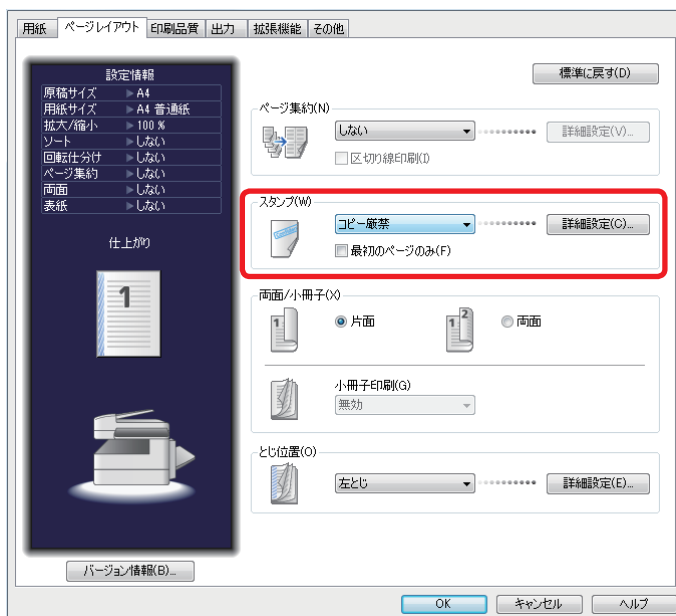 用紙 ページレイアウト 印刷品質 出力 拡張機能 その他
設定情報
原稿サイズ ▶A4
用紙サイズ ▶A4 普通紙
拡大/縮小 ▶100 %
ソート ▶しない
回転仕分け ▶しない
ページ集約 ▶しない
両面 ▶しない
表紙 ▶しない
仕上がり
1
バージョン情報(B)...
標準に戻す(D)
ページ集約(N)
しない 詳細設定(V)...
区切り線印刷(I)
スタンプ(W)
コピー厳禁 詳細設定(C)...
最初のページのみ(F)
両面/小冊子(X)
1 片面 1 2 両面
小冊子印刷(G)
無効
とじ位置(O)
左とじ 詳細設定(E)...
OK キャンセル ヘルプ